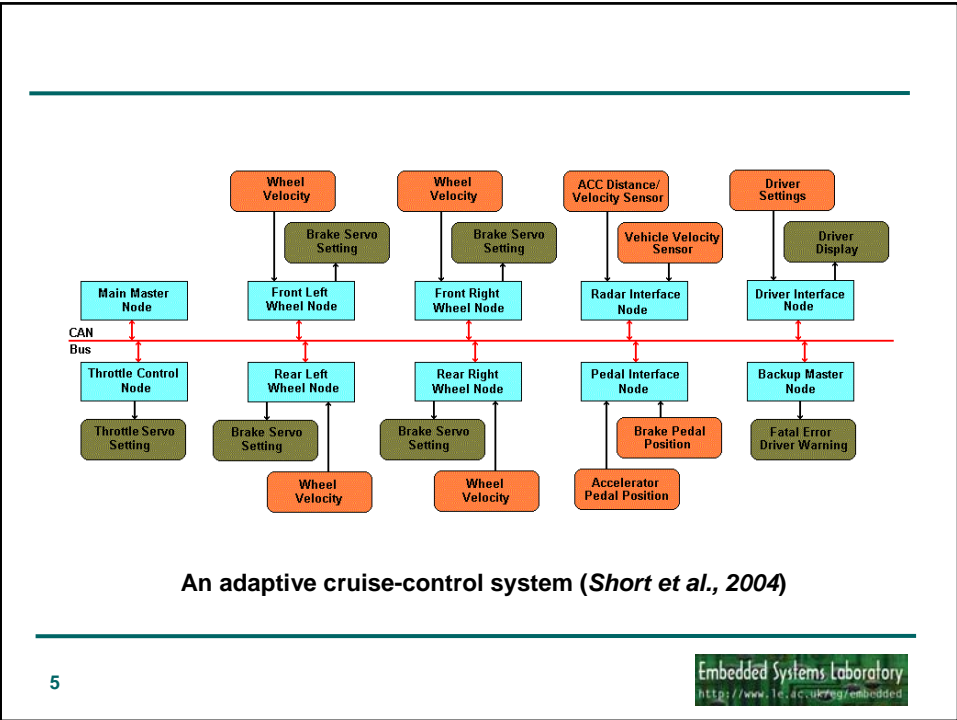 Wheel
Velocity
Wheel
Velocity
ACC Distance/
Velocity Sensor
Driver
Settings
Brake Servo
Setting
Brake Servo
Setting
Vehicle Velocity
Sensor
Driver
Display
Main Master
Node
Front Left
Wheel Node
Front Right
Wheel Node
Radar Interface
Node
Driver Interface
Node
CAN
Bus
Throttle Control
Node
Rear Left
Wheel Node
Rear Right
Wheel Node
Pedal Interface
Node
Backup Master
Node
Throttle Servo
Setting
Brake Servo
Setting
Brake Servo
Setting
Brake Pedal
Position
Fatal Error
Driver Warning
Wheel
Velocity
Wheel
Velocity
Accelerator
Pedal Position
An adaptive cruise-control system (Short et al., 2004)
5
Embedded Systems Laboratory
http://www.le.ac.uk/eg/embedded